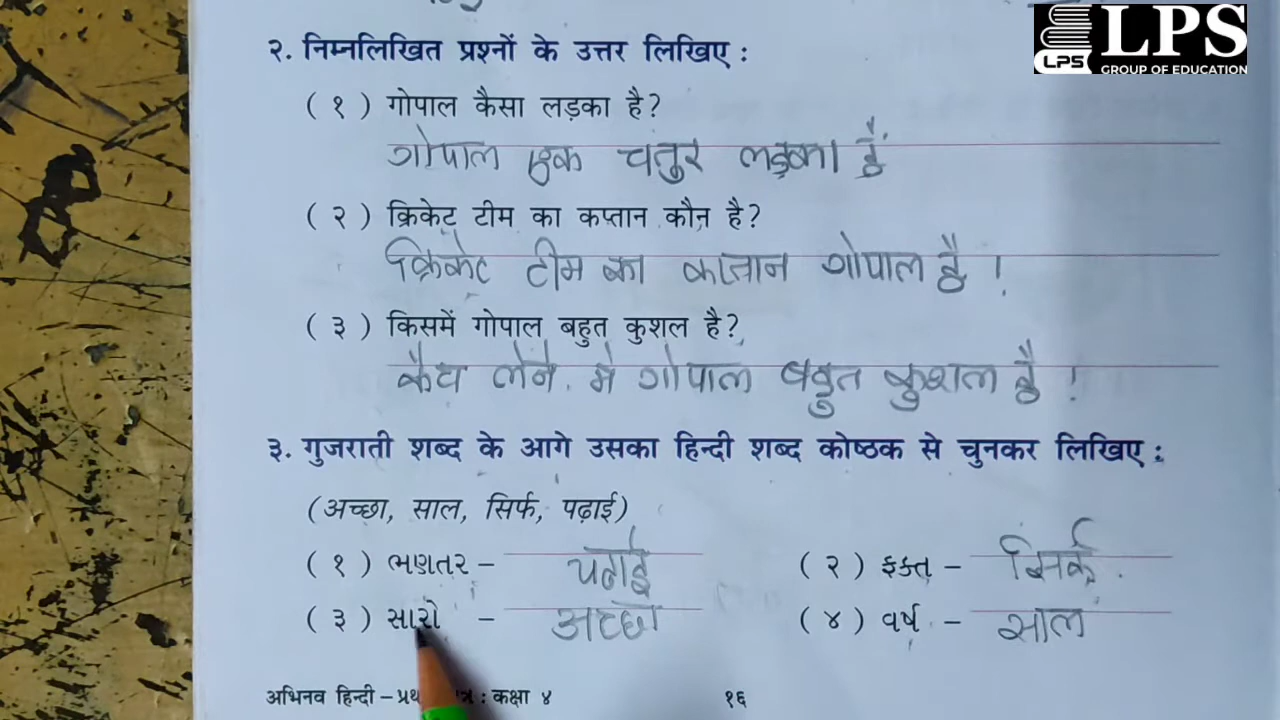 LPS
LPS
GROUP OF EDUCATION
२. निम्नलिखित प्रश्नों के उत्तर लिखिए :
( १ ) गोपाल कैसा लड़का है?
गोपाल एक चतुर लड़का है
( २ ) क्रिकेट टीम का कप्तान कौन है?
क्रिकेट टीम का कप्तान गोपाल है !
( ३ ) किसमें गोपाल बहुत कुशल है?
कैच लेने मे गोपाल बहुत कुशल है !
३. गुजराती शब्द के आगे उसका हिन्दी शब्द कोष्ठक से चुनकर लिखिए :
(अच्छा, साल, सिर्फ, पढ़ाई)
( १ ) ભણતર – पढाई ( २ ) ફક્ત – सिर्फ
( ३ ) સારો – अच्छा ( ४ ) વર્ષ – साल
अभिनव हिन्दी – : कक्षा ४ १६